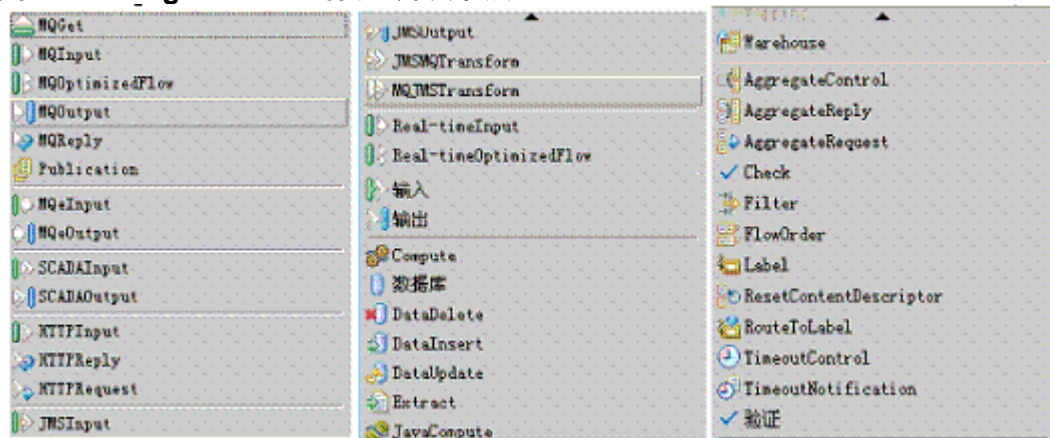 MQGet
MQInput
MQOptimizedFlow
MQOutput
MQReply
Publication
MQeInput
MQeOutput
SCADAInput
SCADAOutput
HTTPInput
HTTPReply
HTTPRequest
JMSInput
JMSOutput
JMSMQTransform
MQJMSTransform
Real-timeInput
Real-timeOptimizedFlow
输入
输出
Compute
数据库
DataDelete
DataInsert
DataUpdate
Extract
JavaCompute
Warehouse
AggregateControl
AggregateReply
AggregateRequest
Check
Filter
FlowOrder
Label
ResetContentDescriptor
RouteToLabel
TimeoutControl
TimeoutNotification
验证